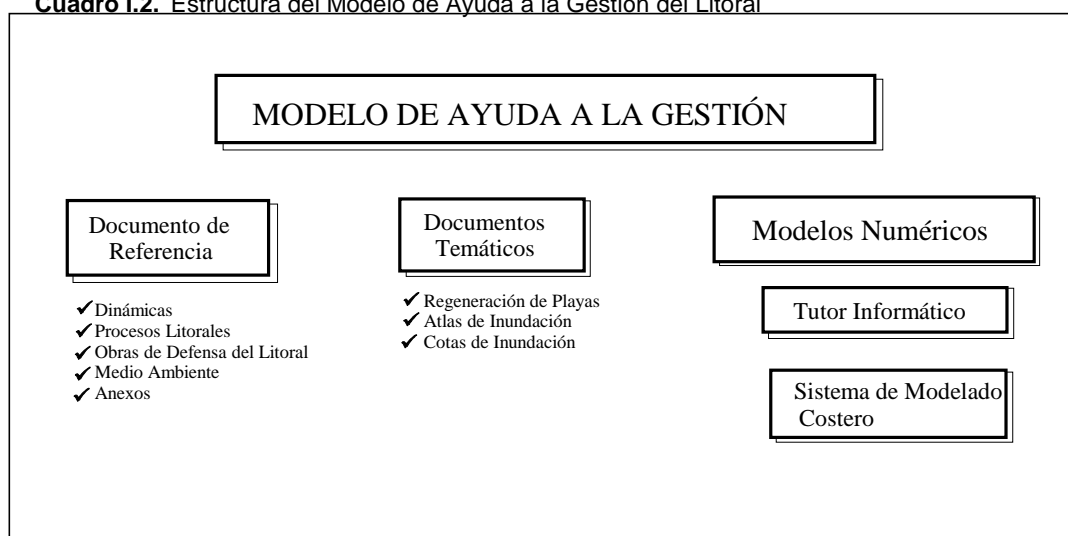 Cuadro I.2. Estructura del Modelo de Ayuda a la Gestión del Litoral
MODELO DE AYUDA A LA GESTIÓN
Documento de
Referencia
✓Dinámicas
✓Procesos Litorales
✓Obras de Defensa del Litoral
✓Medio Ambiente
✓Anexos
Documentos
Temáticos
✓Regeneración de Playas
✓Atlas de Inundación
✓Cotas de Inundación
Modelos Numéricos
Tutor Informático
Sistema de Modelado
Costero